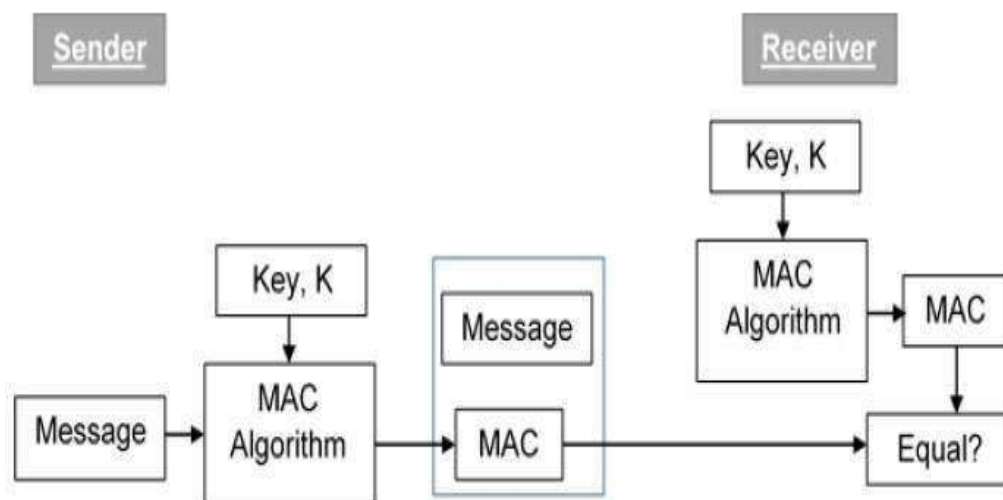 Sender
Receiver
Key, K
MAC
Algorithm
MAC
Equal?
Key, K
Message
MAC
Algorithm
Message
MAC